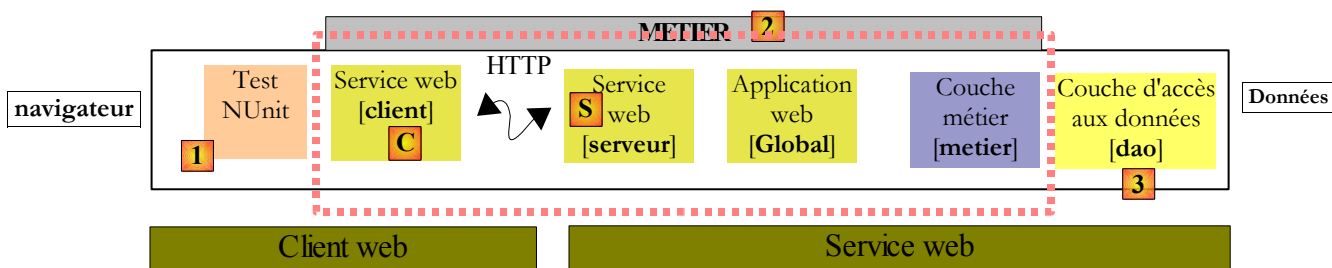 METIER 2
navigateur
Test
NUnit
1
Service web
[client]
C
HTTP
Service
web
[serveur]
S
Application
web
[Global]
Couche
métier
[metier]
Couche d'accès
aux données
[dao]
3
Données
Client web
Service web